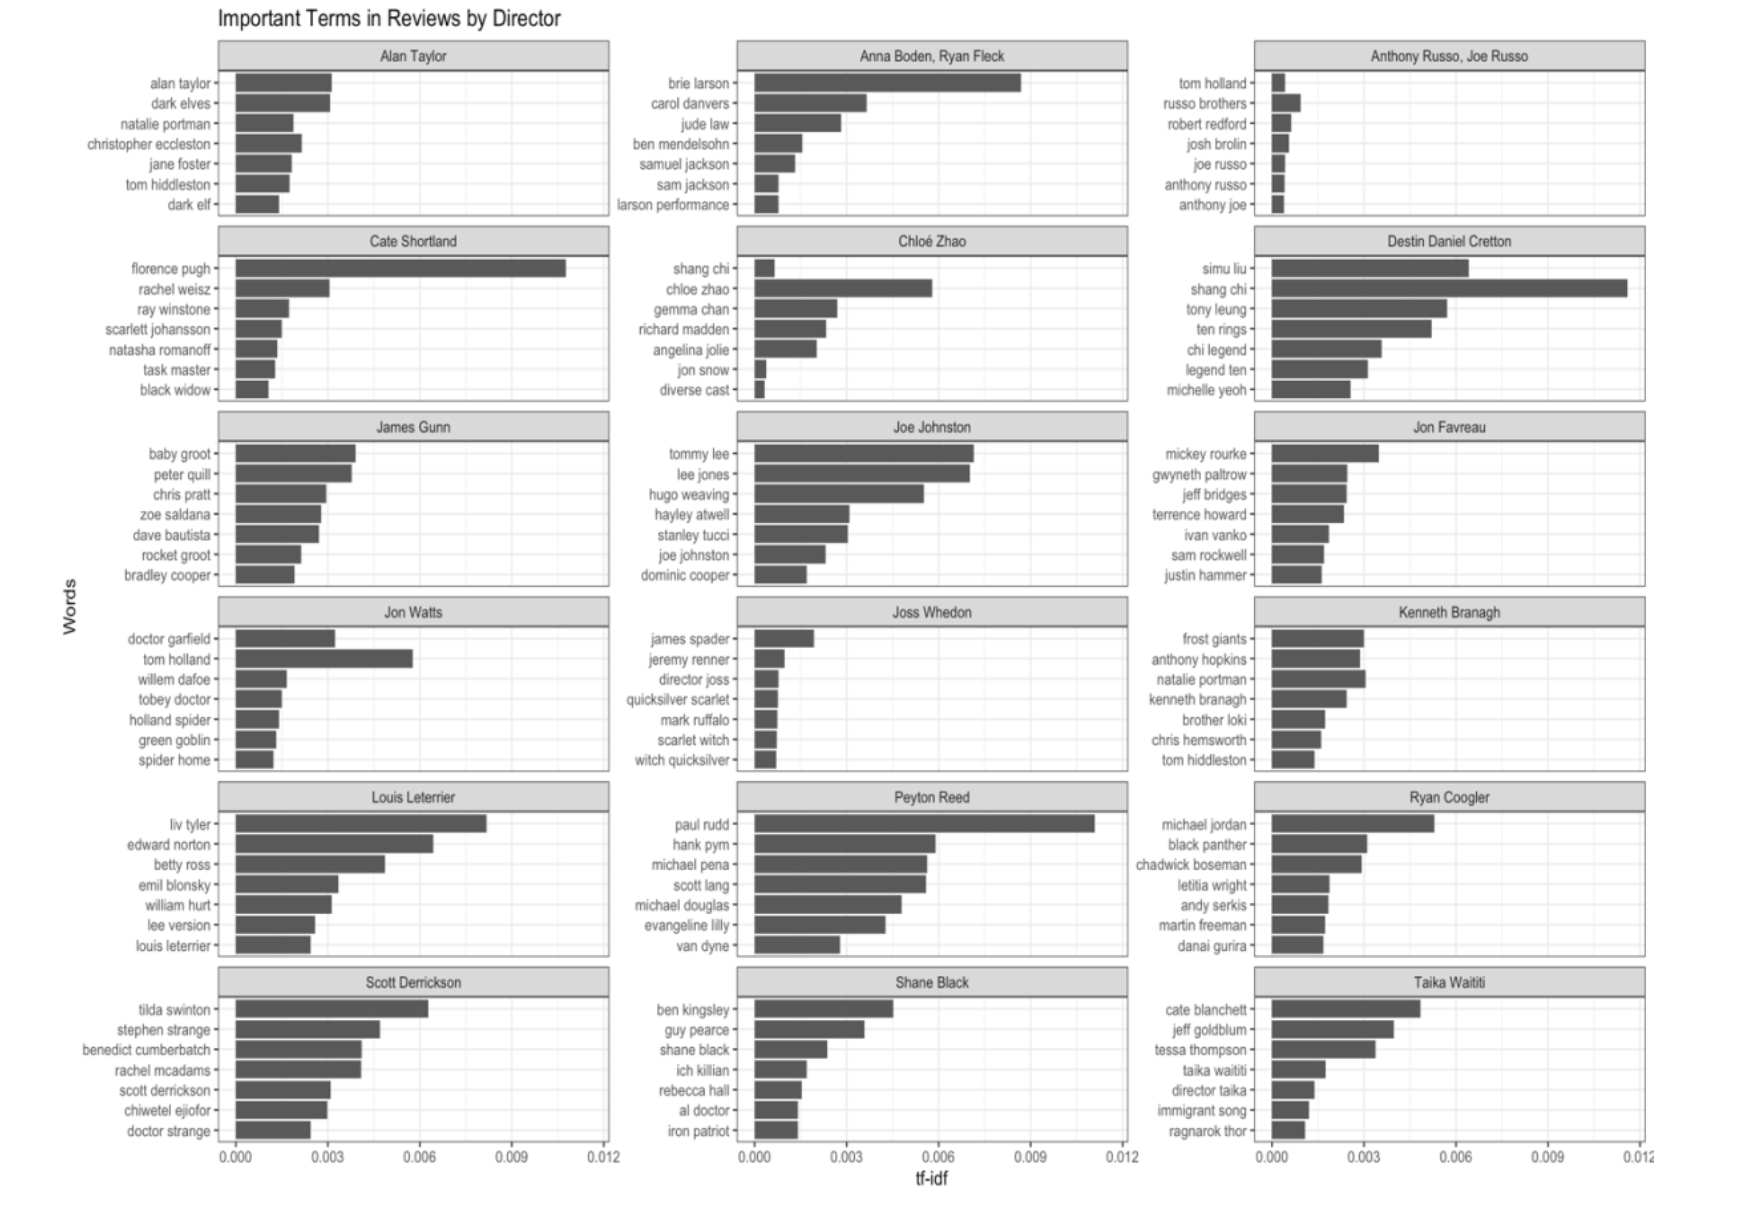 Important Terms in Reviews by Director
Alan Taylor
alan taylor
dark elves
natalie portman
christopher eccleston
jane foster
tom hiddleston
dark elf
Anna Boden, Ryan Fleck
brie larson
carol danvers
jude law
ben mendelsohn
samuel jackson
sam jackson
larson performance
Anthony Russo, Joe Russo
tom holland
russo brothers
robert redford
josh brolin
joe russo
anthony russo
anthony joe
Cate Shortland
florence pugh
rachel weisz
ray winstone
scarlett johansson
natasha romanoff
task master
black widow
Chloé Zhao
shang chi
chloe zhao
gemma chan
richard madden
angelina jolie
jon snow
diverse cast
Destin Daniel Cretton
simu liu
shang chi
tony leung
ten rings
chi legend
legend ten
michelle yeoh
James Gunn
baby groot
peter quill
chris pratt
zoe saldana
dave bautista
rocket groot
bradley cooper
Joe Johnston
tommy lee
lee jones
hugo weaving
hayley atwell
stanley tucci
joe johnston
dominic cooper
Jon Favreau
mickey rourke
gwyneth paltrow
jeff bridges
terrence howard
ivan vanko
sam rockwell
justin hammer
Words
Jon Watts
doctor garfield
tom holland
willem dafoe
tobey doctor
holland spider
green goblin
spider home
Joss Whedon
james spader
jeremy renner
director joss
quicksilver scarlet
mark ruffalo
scarlet witch
witch quicksilver
Kenneth Branagh
frost giants
anthony hopkins
natalie portman
kenneth branagh
brother loki
chris hemsworth
tom hiddleston
Louis Leterrier
liv tyler
edward norton
betty ross
emil blonsky
william hurt
lee version
louis leterrier
Peyton Reed
paul rudd
hank pym
michael pena
scott lang
michael douglas
evangeline lilly
van dyne
Ryan Coogler
michael jordan
black panther
chadwick boseman
letitia wright
andy serkis
martin freeman
danai gurira
Scott Derrickson
tilda swinton
stephen strange
benedict cumberbatch
rachel mcadams
scott derrickson
chiwetel ejiofor
doctor strange
Shane Black
ben kingsley
guy pearce
shane black
ich killian
rebecca hall
al doctor
iron patriot
Taika Waititi
cate blanchett
jeff goldblum
tessa thompson
taika waititi
director taika
immigrant song
ragnarok thor
0.000 0.003 0.006 0.009 0.012
0.000 0.003 0.006 0.009 0.012
0.000 0.003 0.006 0.009 0.012
tf-idf